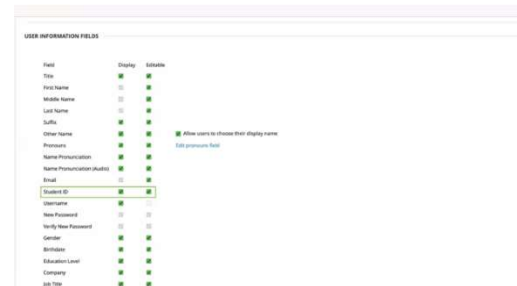 USER INFORMATION FIELDS
Field Display Editable
Title
First Name
Middle Name
Last Name
Suffix
Other Name Allow users to choose their display name
Pronouns Edit pronouns field
Name Pronunciation
Name Pronunciation (Audio)
Email
Student ID
Username
New Password
Verify New Password
Gender
Birthdate
Education Level
Company
Job Title